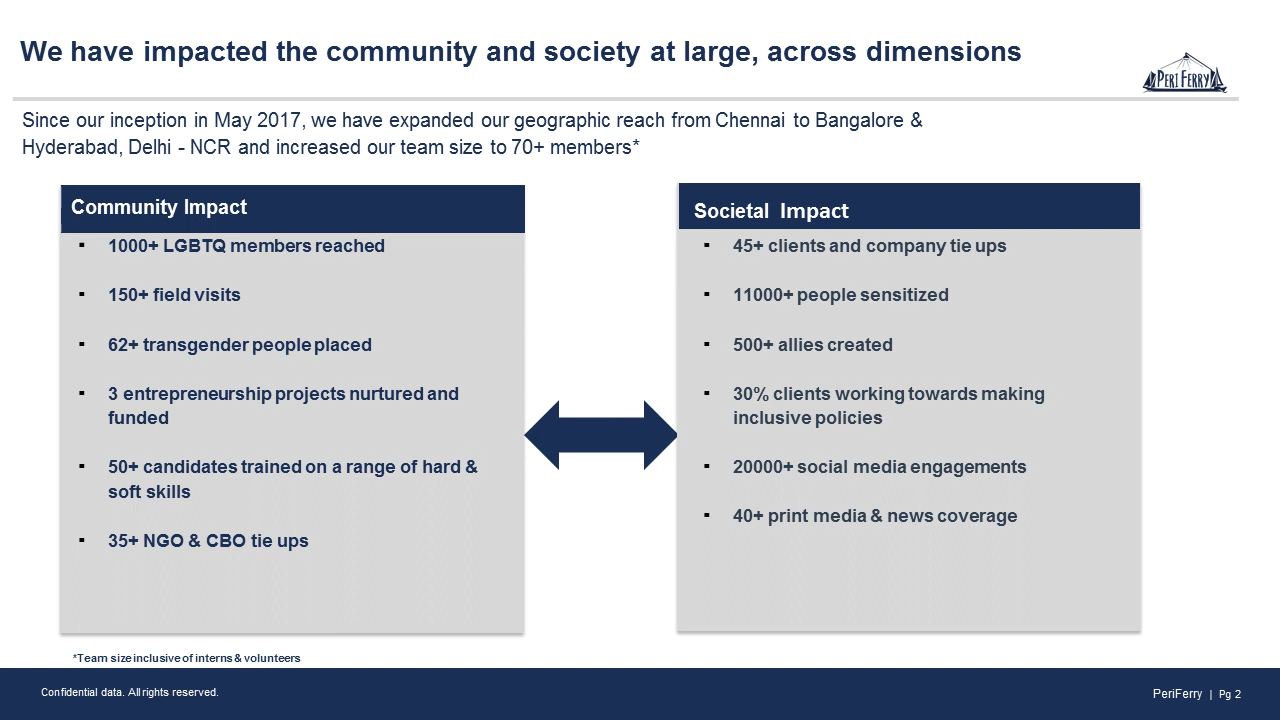 We have impacted the community and society at large, across dimensions
PERI FERRY
Since our inception in May 2017, we have expanded our geographic reach from Chennai to Bangalore &
Hyderabad, Delhi - NCR and increased our team size to 70+ members*
Community Impact
▪ 1000+ LGBTQ members reached
▪ 150+ field visits
▪ 62+ transgender people placed
▪ 3 entrepreneurship projects nurtured and
funded
▪ 50+ candidates trained on a range of hard &
soft skills
▪ 35+ NGO & CBO tie ups
Societal Impact
▪ 45+ clients and company tie ups
▪ 11000+ people sensitized
▪ 500+ allies created
▪ 30% clients working towards making
inclusive policies
▪ 20000+ social media engagements
▪ 40+ print media & news coverage
*Team size inclusive of interns & volunteers
Confidential data. All rights reserved.
PeriFerry | Pg 2